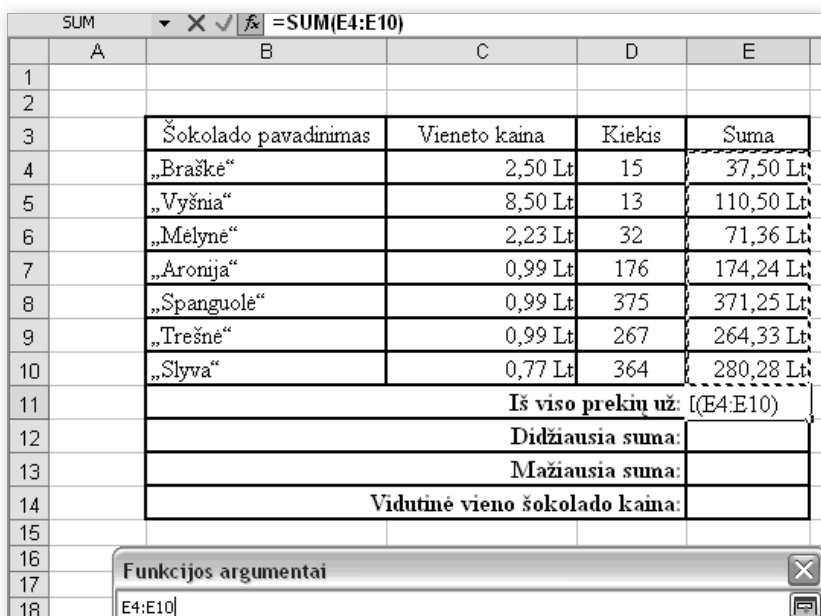 SUM =SUM(E4:E10)
A B C D E
1
2
3 Šokolado pavadinimas Vieneto kaina Kiekis Suma
4 „Braškė“ 2,50 Lt 15 37,50 Lt
5 „Vyšnia“ 8,50 Lt 13 110,50 Lt
6 „Mėlynė“ 2,23 Lt 32 71,36 Lt
7 „Aronija“ 0,99 Lt 176 174,24 Lt
8 „Spanguolė“ 0,99 Lt 375 371,25 Lt
9 „Trešnė“ 0,99 Lt 267 264,33 Lt
10 „Slyva“ 0,77 Lt 364 280,28 Lt
11 Iš viso prekių už: (E4:E10)
12 Didžiausia suma:
13 Mažiausia suma:
14 Vidutinė vieno šokolado kaina:
15
16
17 Funkcijos argumentai
18 E4:E10